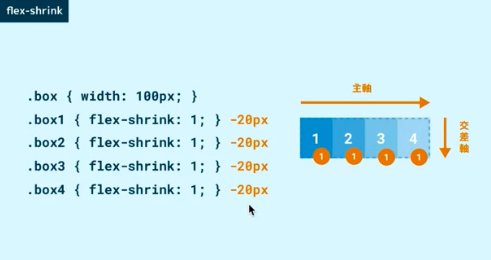 flex-shrink
.box { width: 100px; }
.box1 { flex-shrink: 1; } -20px
.box2 { flex-shrink: 1; } -20px
.box3 { flex-shrink: 1; } -20px
.box4 { flex-shrink: 1; } -20px
主軸
1 2 3 4
1 1 1 1
交差軸